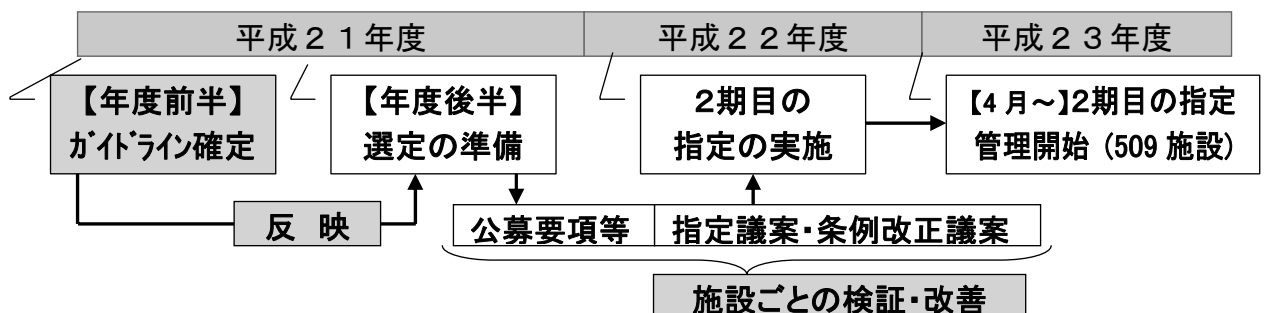 平成２１年度
平成２２年度
平成２３年度
【年度前半】
ｶﾞｲﾄﾞﾗｲﾝ確定
【年度後半】
選定の準備
２期目の
指定の実施
【４月～】２期目の指定
管理開始（509 施設）
反　映
公募要項等
指定議案・条例改正議案
施設ごとの検証・改善